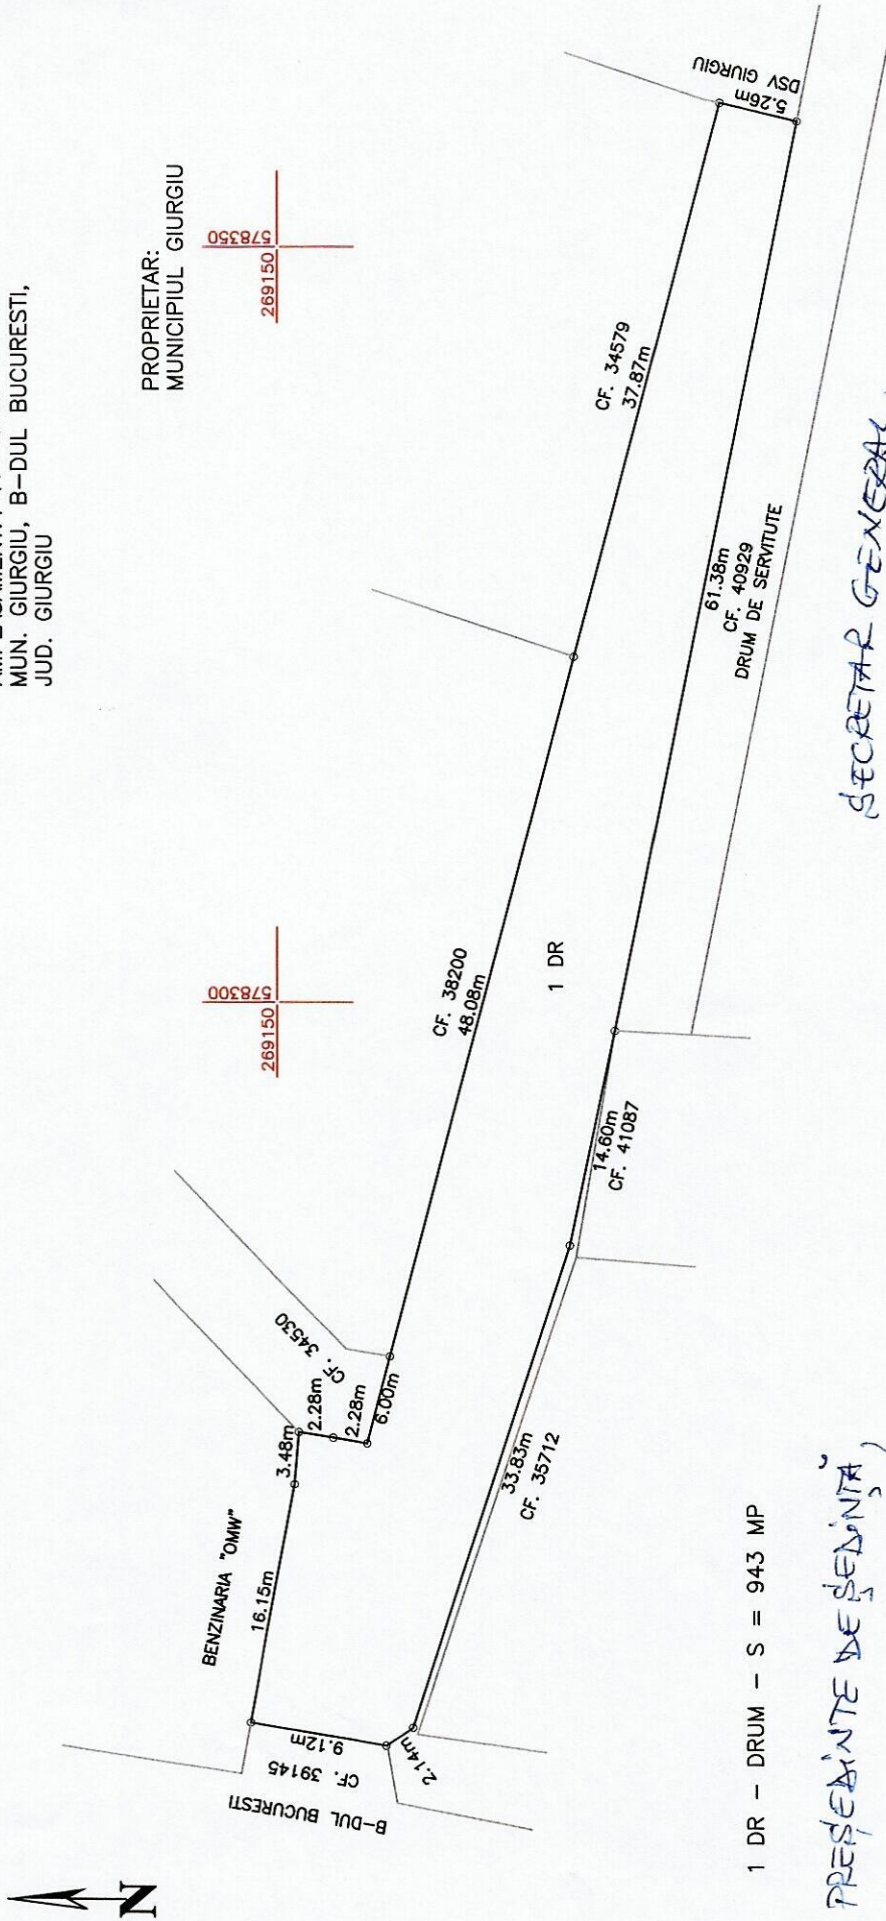 MUN. GIURGIU, B-DUL BUCURESTI,
JUD. GIURGIU
PROPRIETAR:
MUNICIPIUL GIURGIU
269150
578300
269150
578350
BENZINARIA "OMW"
16.15m
3.48m
2.28m
2.28m
CF. 34530
6.00m
CF. 38200
48.08m
CF. 34579
37.87m
DSV GIURGIU
5.26m
1 DR
61.38m
CF. 40929
DRUM DE SERVITUTE
14.60m
CF. 41087
33.83m
CF. 35712
2.14m
9.12m
CF. 39145
B-DUL BUCURESTI
N
1 DR - DRUM - S = 943 MP
PREȘEDINTE DE ȘEDINȚĂ,
SECRETAR GENERAL,